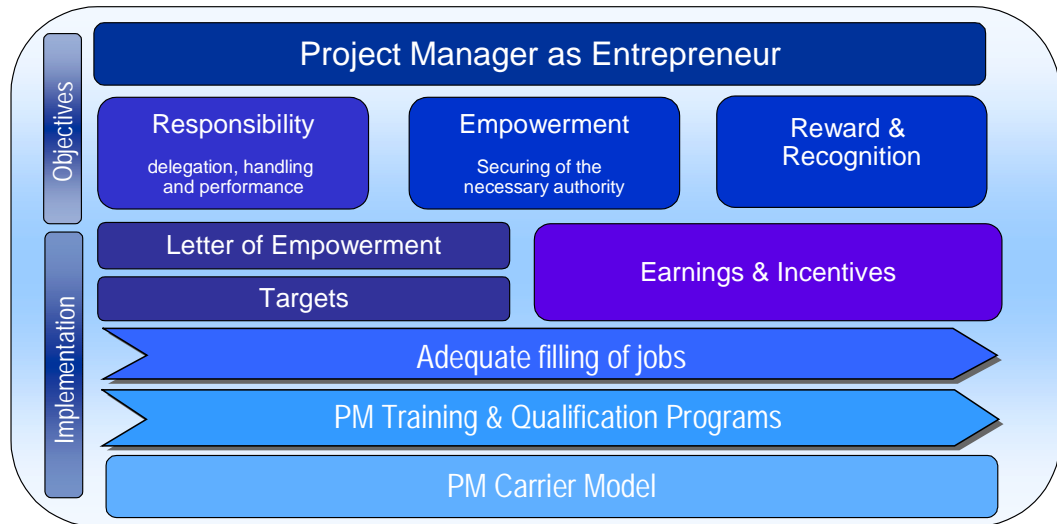 Objectives
Project Manager as Entrepreneur
Responsibility
delegation, handling
and performance
Empowerment
Securing of the
necessary authority
Reward &
Recognition
Implementation
Letter of Empowerment
Targets
Earnings & Incentives
Adequate filling of jobs
PM Training & Qualification Programs
PM Carrier Model